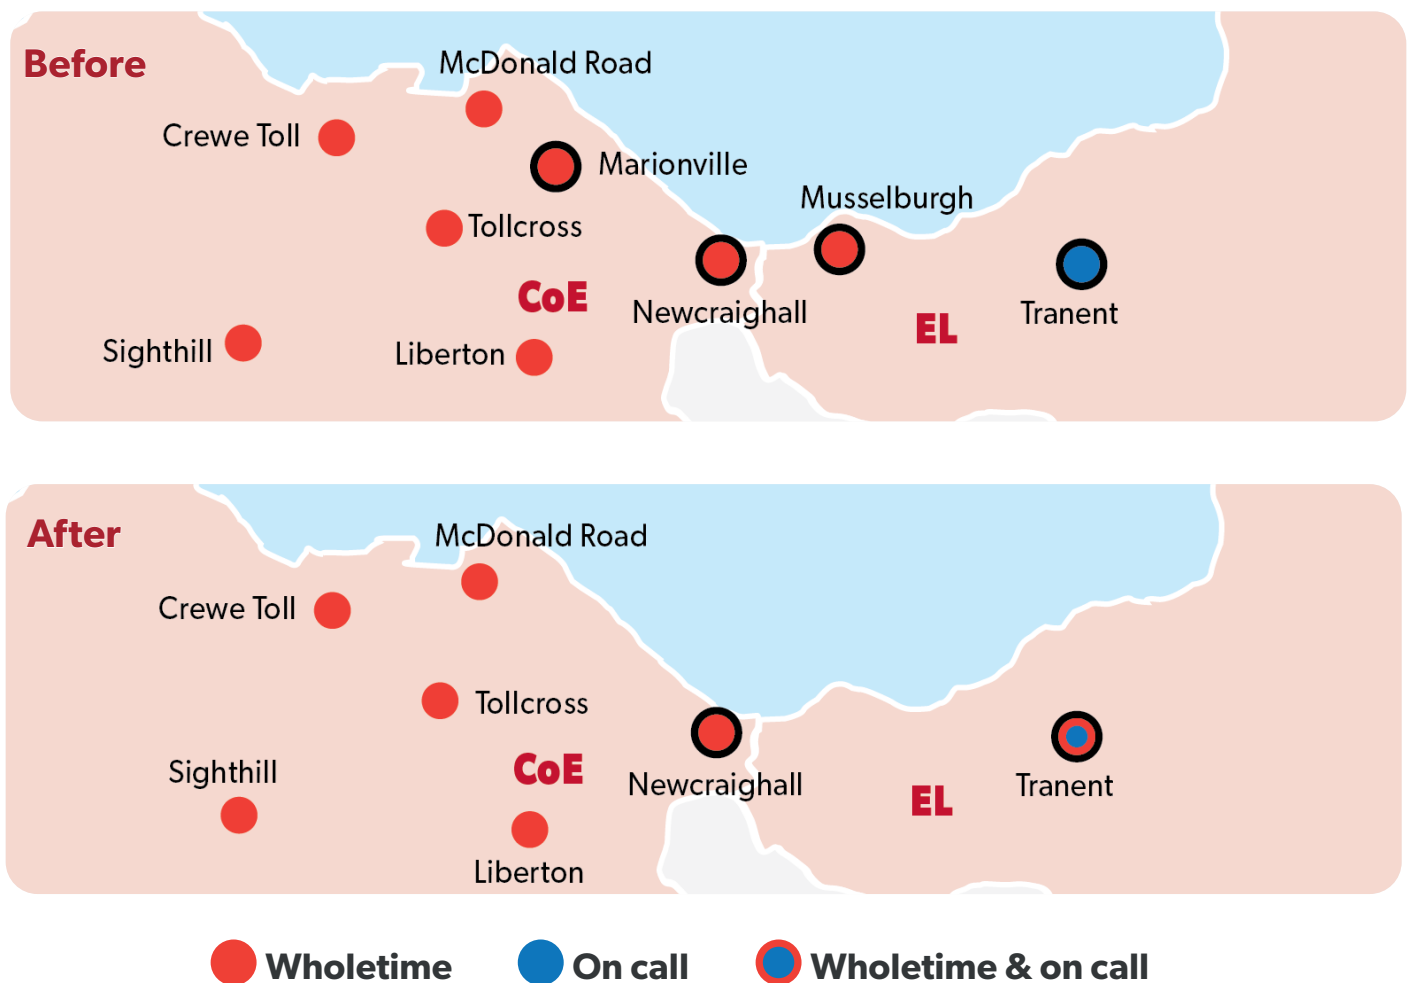 Before
McDonald Road
Crewe Toll
Marionville
Musselburgh
Tollcross
CoE
Newcraighall
Tranent
EL
Sighthill
Liberton
After
McDonald Road
Crewe Toll
Tollcross
CoE
Sighthill
Newcraighall
Tranent
EL
Liberton
Wholetime
On call
Wholetime & on call